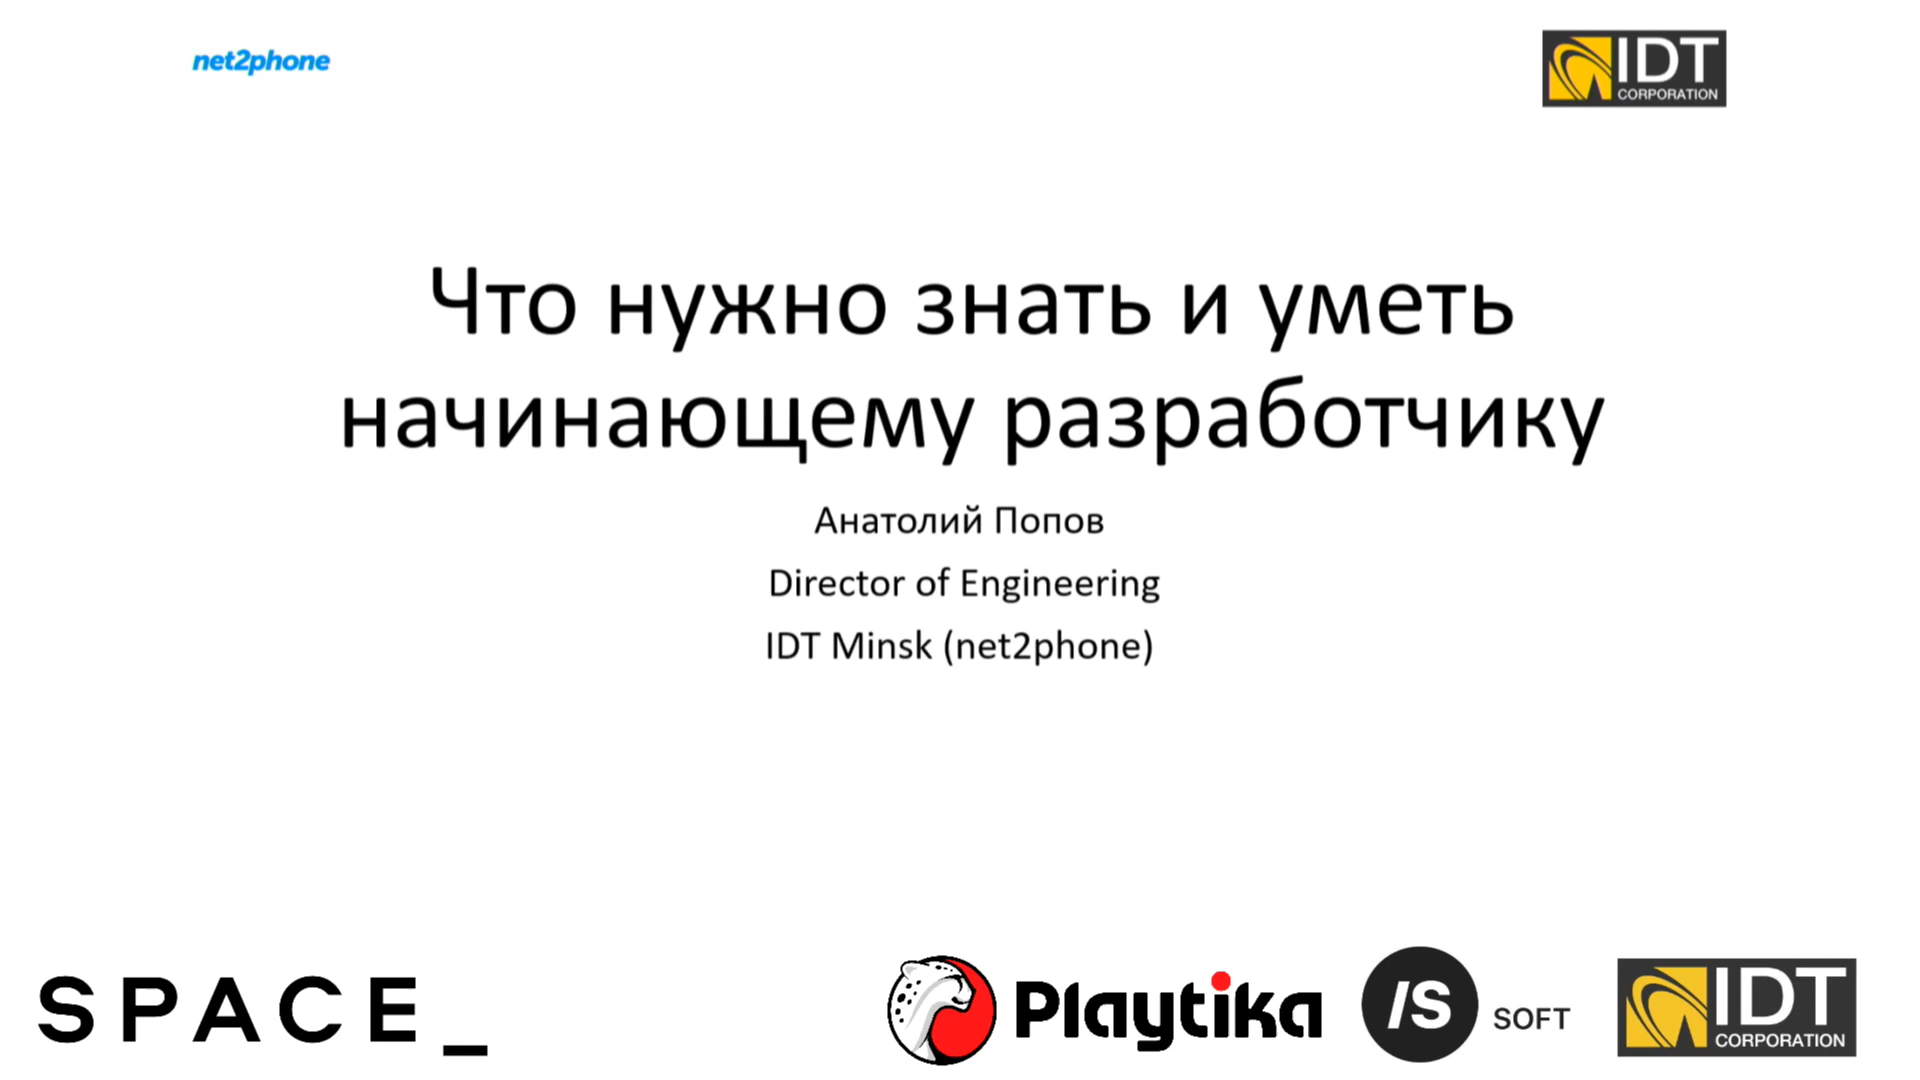 net2phone
IDT
CORPORATION
Что нужно знать и уметь
начинающему разработчику
Анатолий Попов
Director of Engineering
IDT Minsk (net2phone)
SPACE_
Playtika
/S SOFT
IDT
CORPORATION